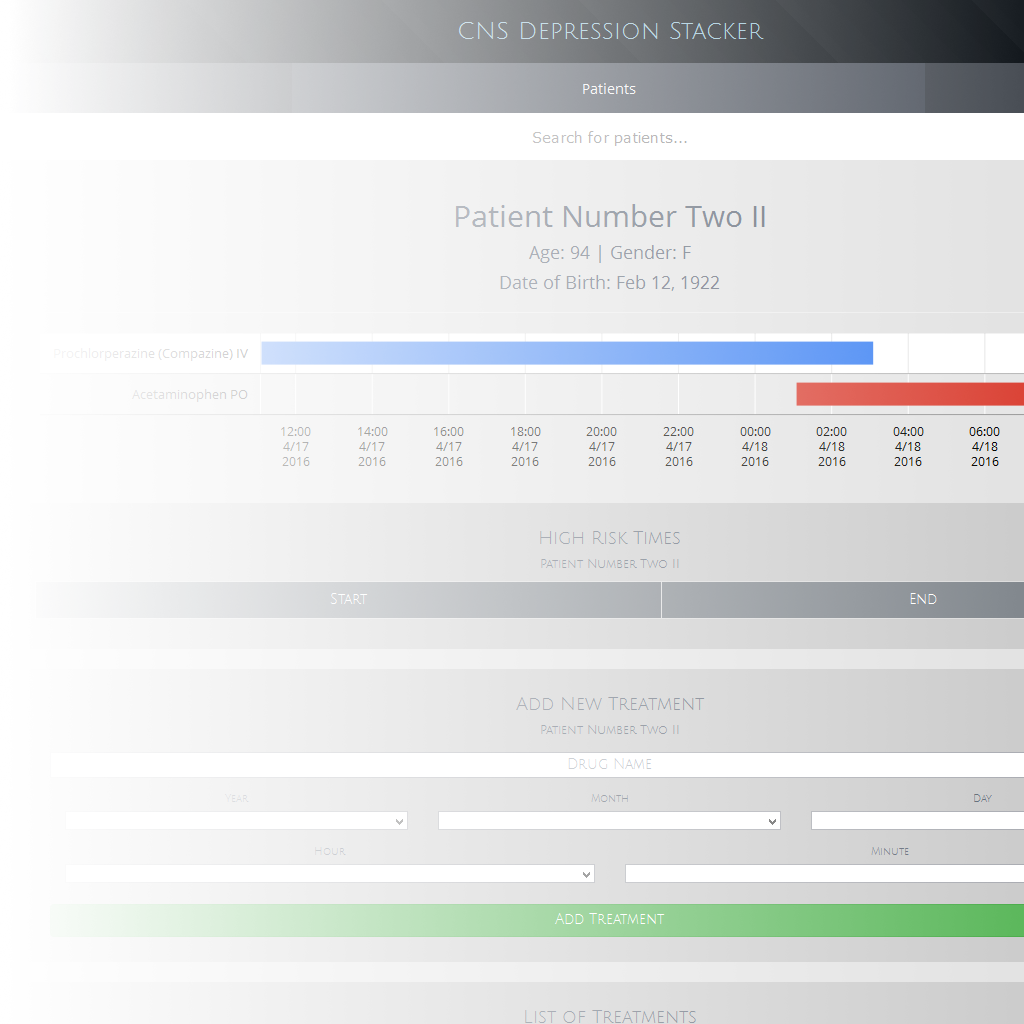 CNS Depression Stacker
Patients
Search for patients...
Patient Number Two II
Age: 94 | Gender: F
Date of Birth: Feb 12, 1922
Prochlorperazine (Compazine) IV
Acetaminophen PO
12:00 14:00 16:00 18:00 20:00 22:00 00:00 02:00 04:00 06:00
4/17 4/17 4/17 4/17 4/17 4/17 4/18 4/18 4/18 4/18
2016 2016 2016 2016 2016 2016 2016 2016 2016 2016
High Risk Times
Patient Number Two II
Start End
Add New Treatment
Patient Number Two II
Drug Name
Year Month Day
Hour Minute
Add Treatment
List of Treatments